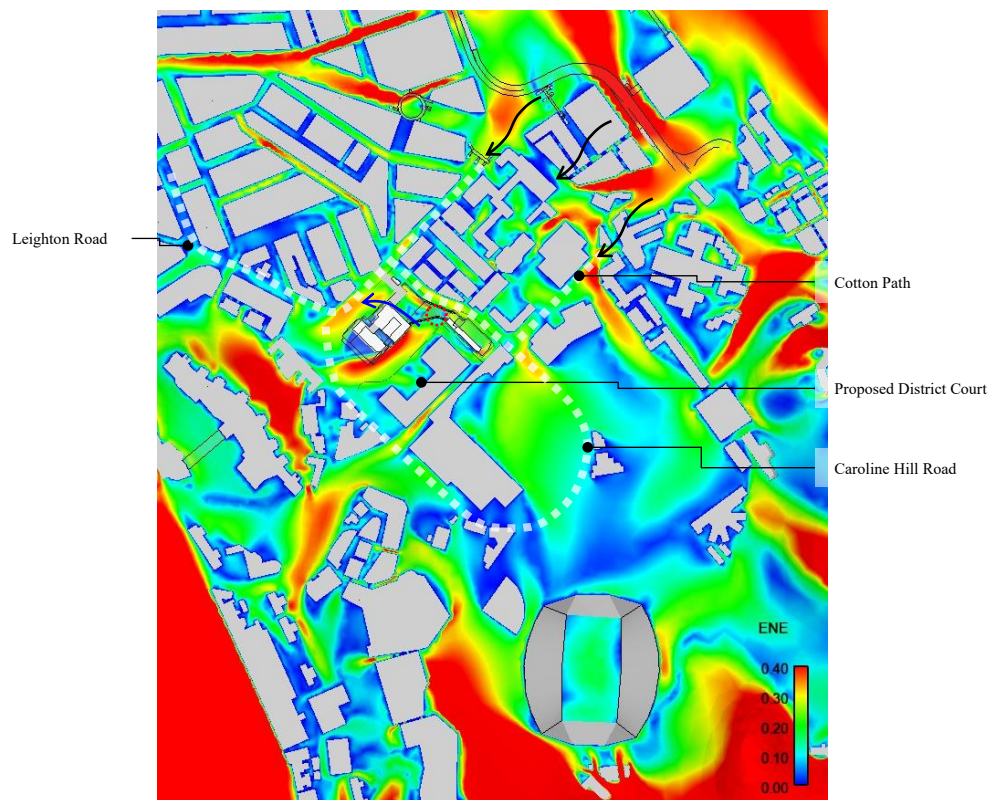 Leighton Road
Cotton Path
Proposed District Court
Caroline Hill Road
ENE
0.40
0.30
0.20
0.10
0.00